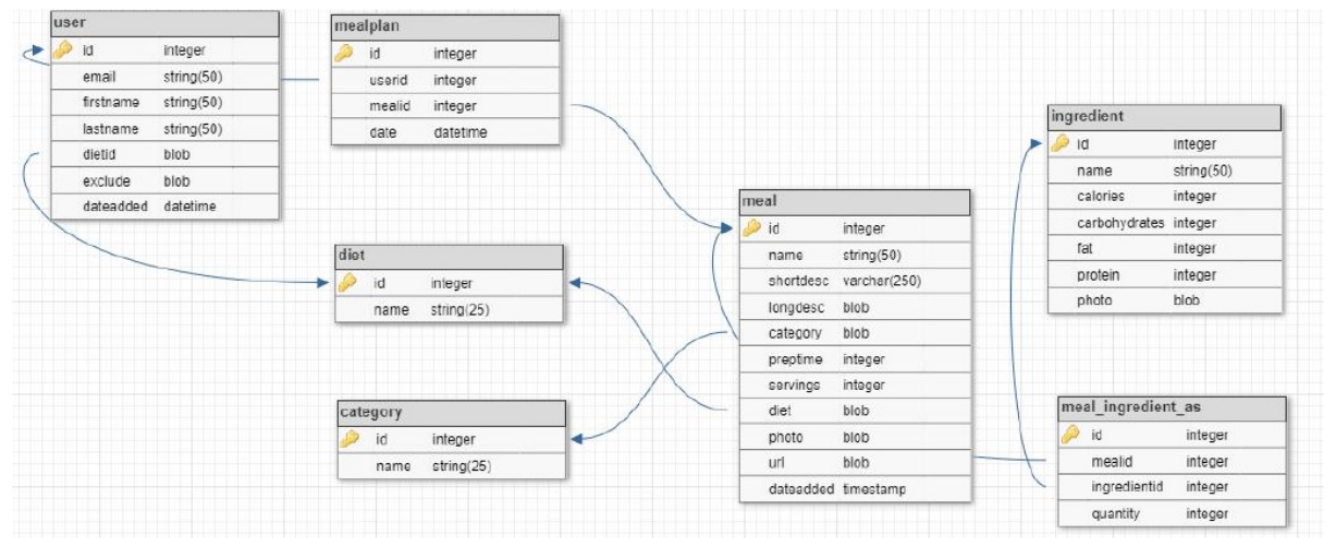 user
id integer
email string(50)
firstname string(50)
lastname string(50)
dietid blob
exclude blob
dateadded datetime
mealplan
id integer
userid integer
mealid integer
date datetime
diet
id integer
name string(25)
category
id integer
name string(25)
meal
id integer
name string(50)
shortdesc varchar(250)
longdesc blob
category blob
preptime integer
servings integer
diet blob
photo blob
url blob
dateadded timestamp
ingredient
id integer
name string(50)
calories integer
carbohydrates integer
fat integer
protein integer
photo blob
meal_ingredient_as
id integer
mealid integer
ingredientid integer
quantity integer